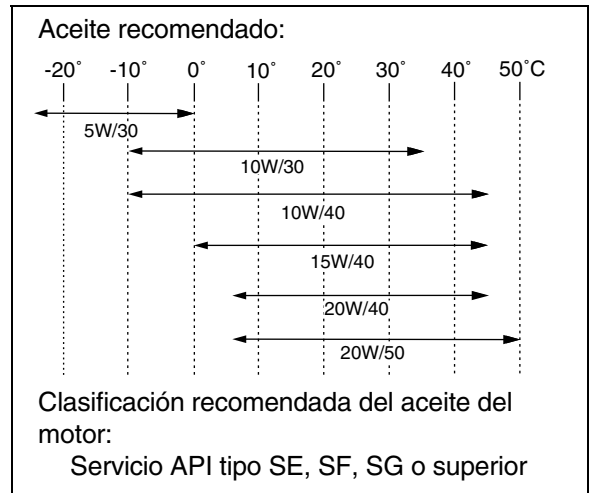 Aceite recomendado:
-20˚ -10˚ 0˚ 10˚ 20˚ 30˚ 40˚ 50˚C
5W/30
10W/30
10W/40
15W/40
20W/40
20W/50
Clasificación recomendada del aceite del
motor:
Servicio API tipo SE, SF, SG o superior